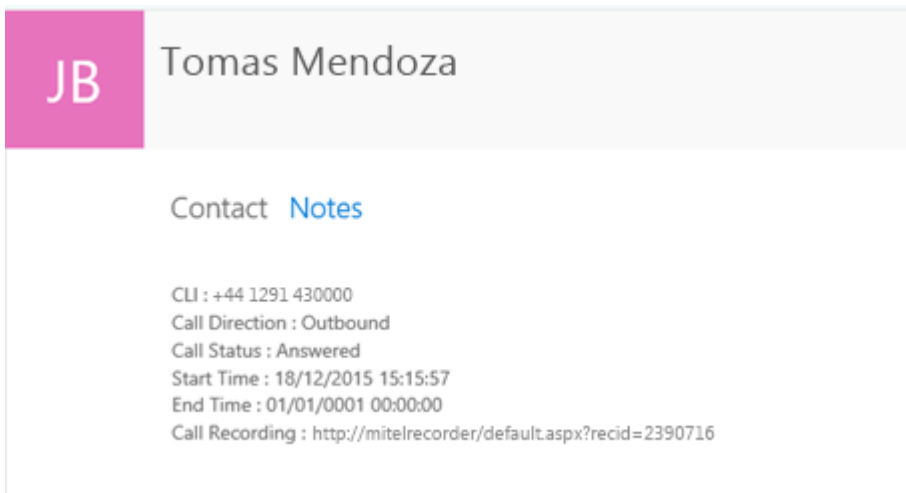 JB
Tomas Mendoza
Contact Notes
CLI : +44 1291 430000
Call Direction : Outbound
Call Status : Answered
Start Time : 18/12/2015 15:15:57
End Time : 01/01/0001 00:00:00
Call Recording : http://mitelrecorder/default.aspx?recid=2390716